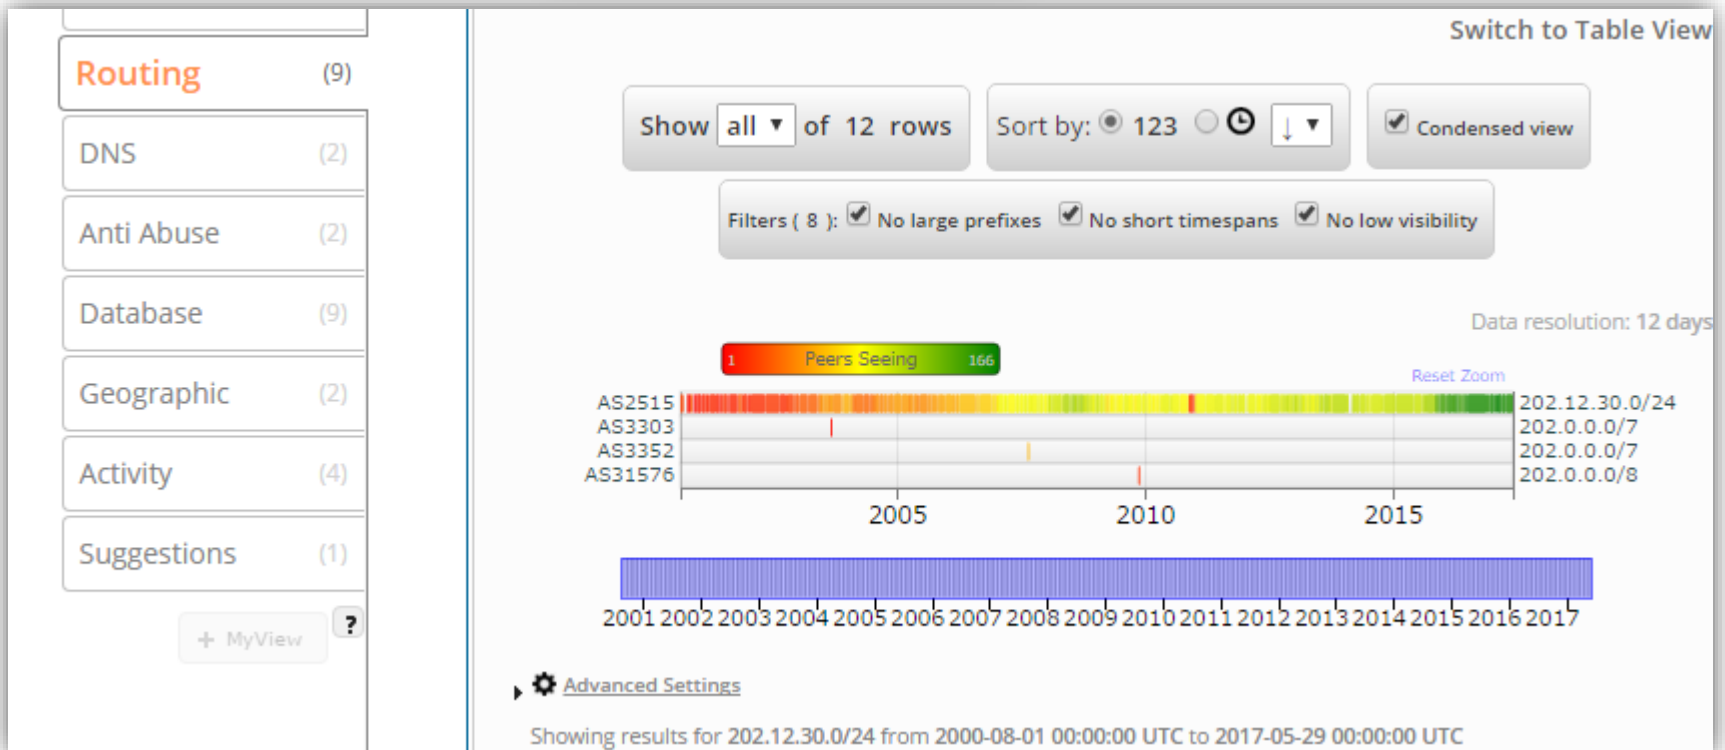 Switch to Table View
Routing (9)
DNS (2)
Anti Abuse (2)
Database (9)
Geographic (2)
Activity (4)
Suggestions (1)
+ MyView ?
Show all ▼ of 12 rows
Sort by: 123 ↓ ▼
Condensed view
Filters ( 8 ): No large prefixes No short timespans No low visibility
Data resolution: 12 days
1 Peers Seeing 166
Reset Zoom
AS2515 202.12.30.0/24
AS3303 202.0.0.0/7
AS3352 202.0.0.0/7
AS31576 202.0.0.0/8
2005 2010 2015
2001 2002 2003 2004 2005 2006 2007 2008 2009 2010 2011 2012 2013 2014 2015 2016 2017
Advanced Settings
Showing results for 202.12.30.0/24 from 2000-08-01 00:00:00 UTC to 2017-05-29 00:00:00 UTC